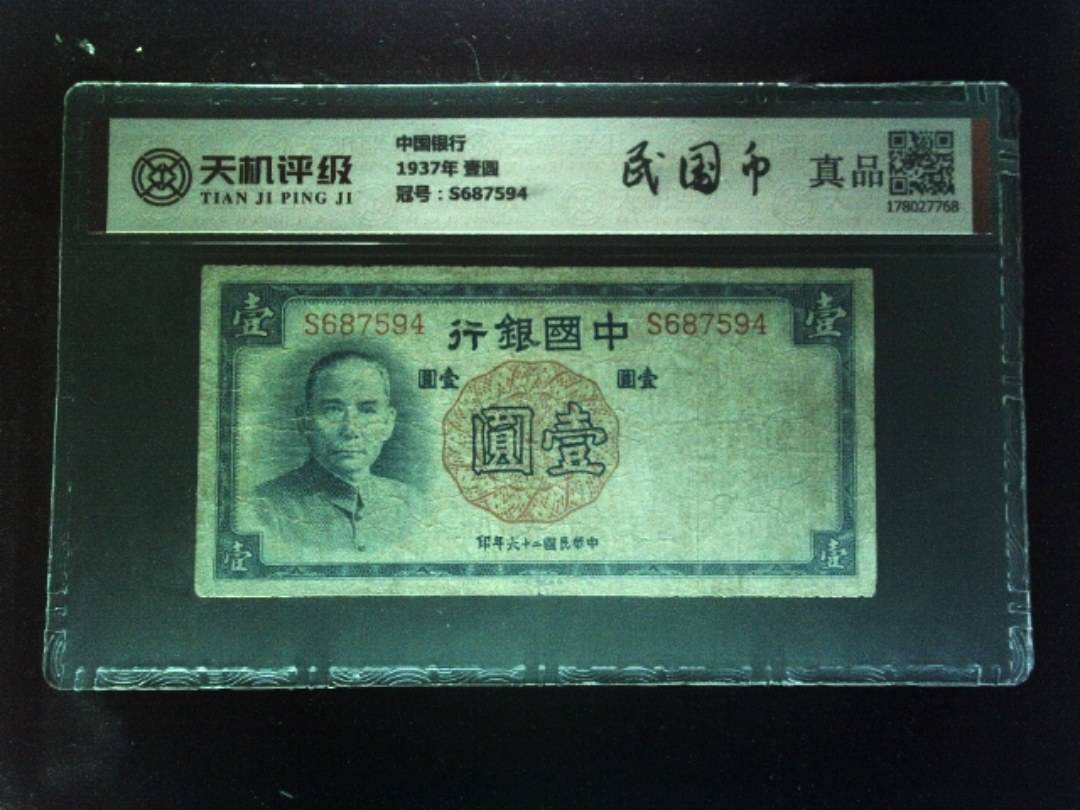 天机评级
TIAN JI PING JI
中国银行
1937年 壹圆
冠号：S687594
民国币
真品
178027768
壹
壹
S687594
行銀國中
S687594
圓壹
圓壹
圓壹
印年六十二國民華中
壹
壹